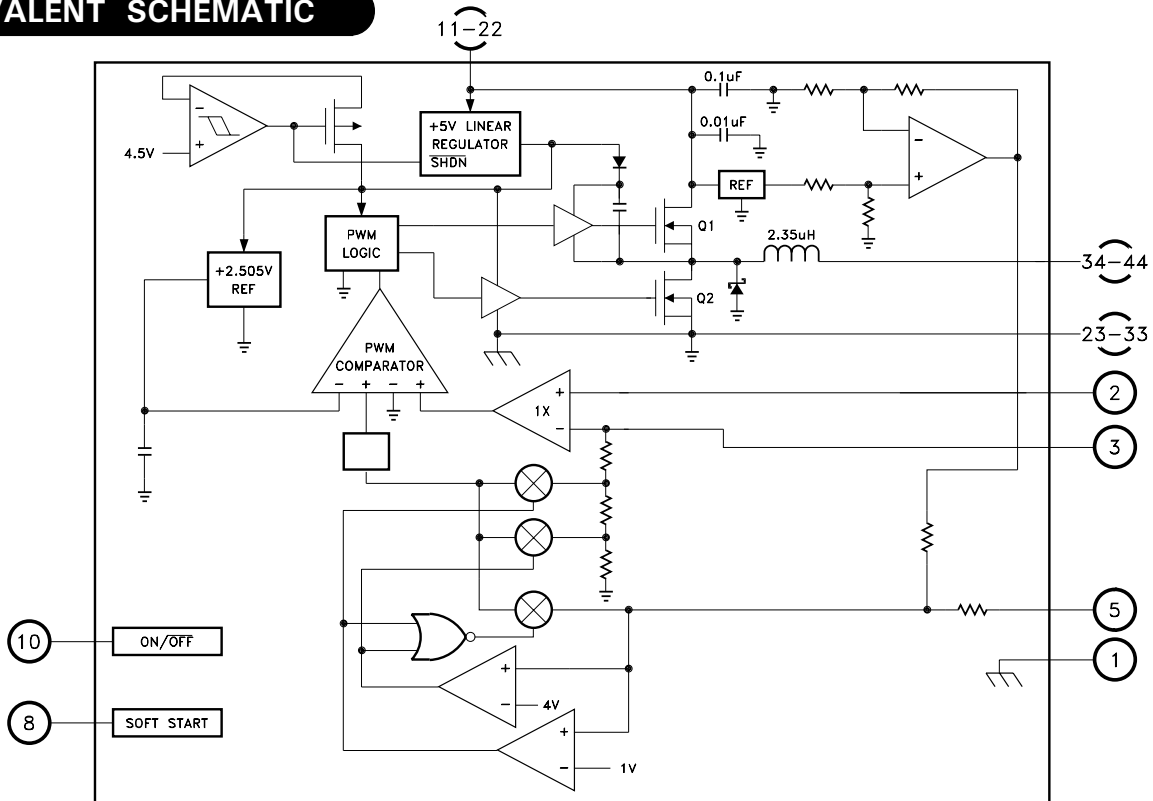 VALENT SCHEMATIC
11-22
0.1uF
+5V LINEAR
REGULATOR
SHDN
0.01uF
4.5V
REF
Q1
PWM
LOGIC
2.35uH
+2.505V
REF
34-44
Q2
23-33
PWM
COMPARATOR
- + - +
1X
2
3
5
10
ON/OFF
1
4V
8
SOFT START
1V